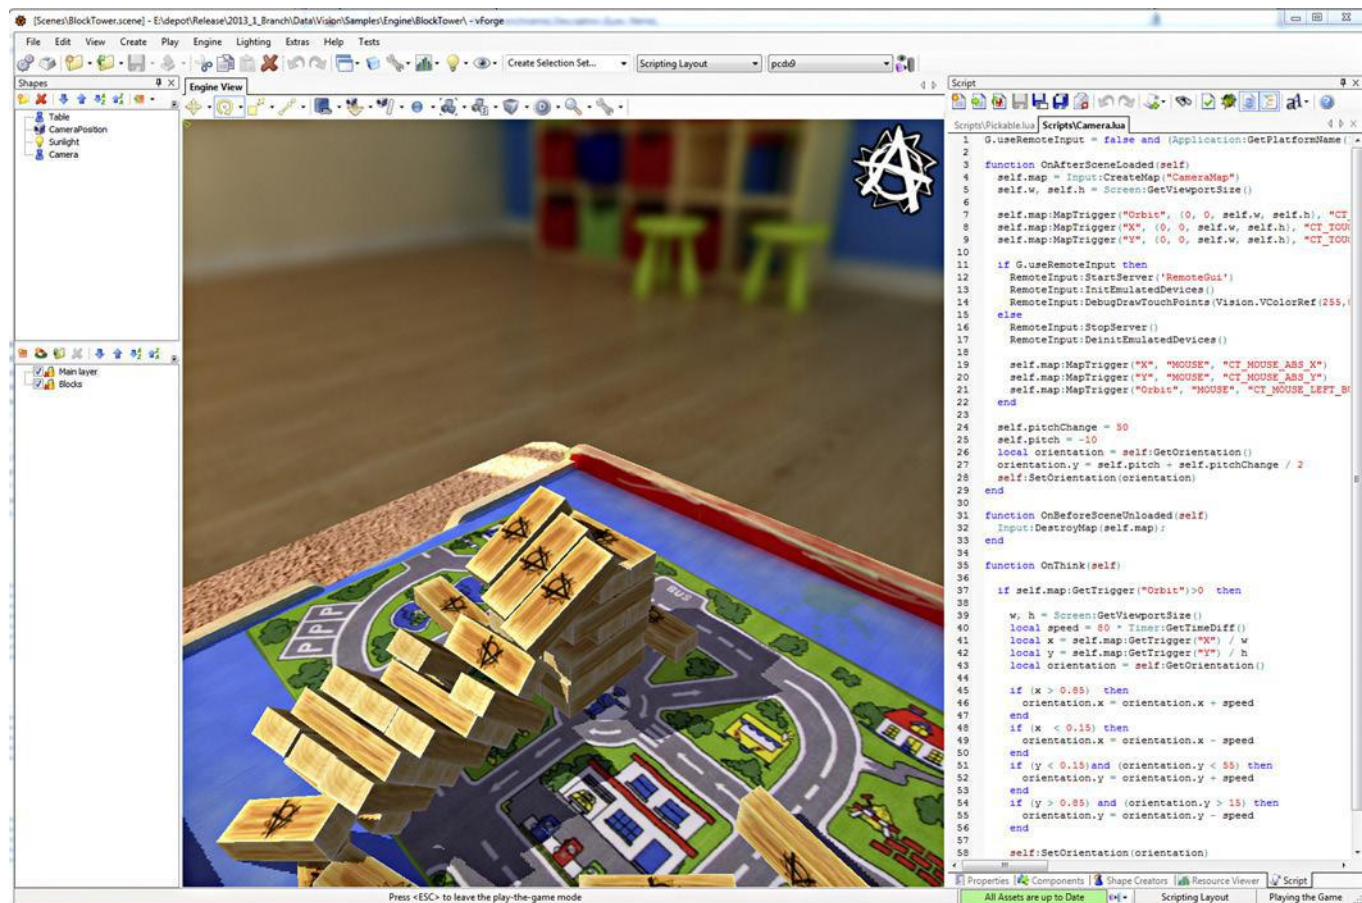 [Scenes\BlockTower.scene] - E:\depot\Release\2013_1_Branch\Data\Vision\Samples\Engine\BlockTower\ - vForge
File Edit View Create Play Engine Lighting Extras Help Tests
Create Selection Set... Scripting Layout pcdx9
Shapes
Table
CameraPosition
Sunlight
Camera
Main layer
Blocks
Engine View
PPP
BUS
Script
Scripts\Pickable.lua Scripts\Camera.lua
1 G.useRemoteInput = false and (Application:GetPlatformName(
2
3 function OnAfterSceneLoaded(self)
4 self.map = Input:CreateMap("CameraMap")
5 self.w, self.h = Screen:GetViewportSize()
6
7 self.map:MapTrigger("Orbit", {0, 0, self.w, self.h}, "CT_
8 self.map:MapTrigger("X", {0, 0, self.w, self.h}, "CT_TOU
9 self.map:MapTrigger("Y", {0, 0, self.w, self.h}, "CT_TOU
10
11 if G.useRemoteInput then
12 RemoteInput:StartServer('RemoteGui')
13 RemoteInput:InitEmulatedDevices()
14 RemoteInput:DebugDrawTouchPoints(Vision.VColorRef(255,
15 else
16 RemoteInput:StopServer()
17 RemoteInput:DeinitEmulatedDevices()
18
19 self.map:MapTrigger("X", "MOUSE", "CT_MOUSE_ABS_X")
20 self.map:MapTrigger("Y", "MOUSE", "CT_MOUSE_ABS_Y")
21 self.map:MapTrigger("Orbit", "MOUSE", "CT_MOUSE_LEFT_BU
22 end
23
24 self.pitchChange = 50
25 self.pitch = -10
26 local orientation = self:GetOrientation()
27 orientation.y = self.pitch + self.pitchChange / 2
28 self:SetOrientation(orientation)
29 end
30
31 function OnBeforeSceneUnloaded(self)
32 Input:DestroyMap(self.map);
33 end
34
35 function OnThink(self)
36
37 if self.map:GetTrigger("Orbit")>0 then
38
39 w, h = Screen:GetViewportSize()
40 local speed = 80 * Timer:GetTimeDiff()
41 local x = self.map:GetTrigger("X") / w
42 local y = self.map:GetTrigger("Y") / h
43 local orientation = self:GetOrientation()
44
45 if (x > 0.85) then
46 orientation.x = orientation.x + speed
47 end
48 if (x < 0.15) then
49 orientation.x = orientation.x - speed
50 end
51 if (y < 0.15)and (orientation.y < 55) then
52 orientation.y = orientation.y + speed
53 end
54 if (y > 0.85) and (orientation.y > 15) then
55 orientation.y = orientation.y - speed
56 end
57
58 self:SetOrientation(orientation)
Properties Components Shape Creators Resource Viewer Script
Press <ESC> to leave the play-the-game mode All Assets are up to Date Scripting Layout Playing the Game